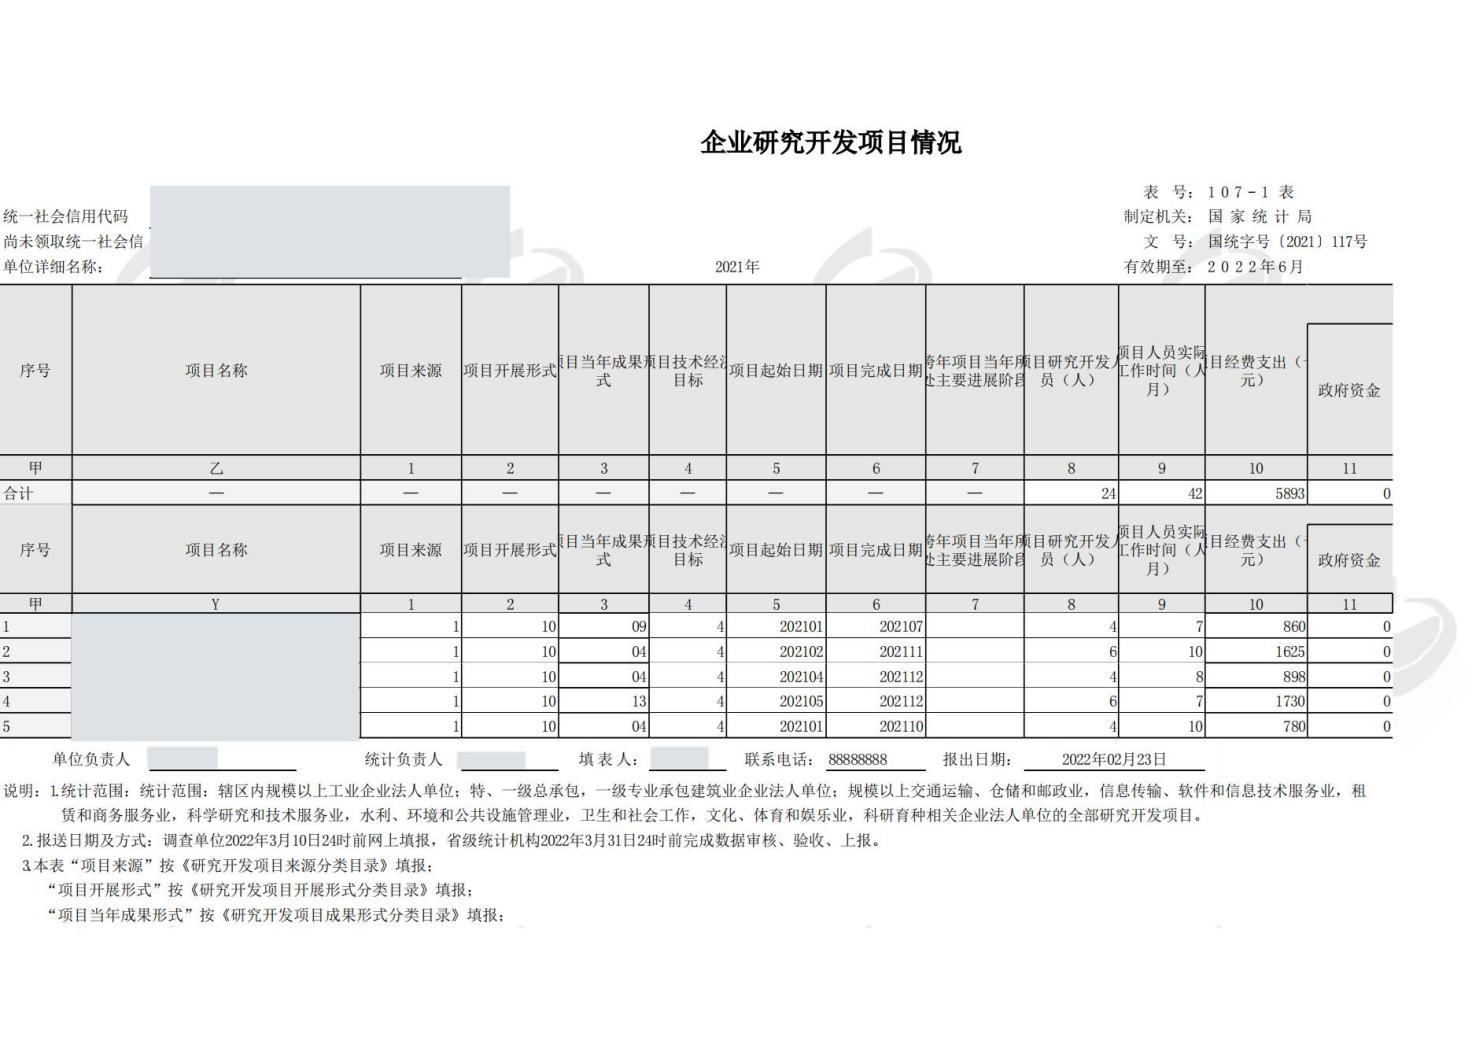 企业研究开发项目情况
表 号: 107-1 表
统一社会信用代码
制定机关: 国 家 统 计 局
尚未领取统一社会信
文 号: 国统字号〔2021〕117号
单位详细名称:
2021年
有效期至: 2022年6月
序号 项目名称 项目来源 项目开展形式 项目当年成果形式 项目技术经济目标 项目起始日期 项目完成日期 跨年项目当年所处主要进展阶段 项目研究开发人员(人) 项目人员实际工作时间(人月) 项目经费支出(千元) 政府资金
甲 乙 1 2 3 4 5 6 7 8 9 10 11
合计 — — — — — — — — 24 42 5893 0
序号 项目名称 项目来源 项目开展形式 项目当年成果形式 项目技术经济目标 项目起始日期 项目完成日期 跨年项目当年所处主要进展阶段 项目研究开发人员(人) 项目人员实际工作时间(人月) 项目经费支出(千元) 政府资金
甲 Y 1 2 3 4 5 6 7 8 9 10 11
1 1 10 09 4 202101 202107 4 7 860 0
2 1 10 04 4 202102 202111 6 10 1625 0
3 1 10 04 4 202104 202112 4 8 898 0
4 1 10 13 4 202105 202112 6 7 1730 0
5 1 10 04 4 202101 202110 4 10 780 0
单位负责人 统计负责人 填表人: 联系电话: 88888888 报出日期: 2022年02月23日
说明: 1.统计范围: 统计范围: 辖区内规模以上工业企业法人单位; 特、一级总承包, 一级专业承包建筑业企业法人单位; 规模以上交通运输、仓储和邮政业, 信息传输、软件和信息技术服务业, 租
赁和商务服务业, 科学研究和技术服务业, 水利、环境和公共设施管理业, 卫生和社会工作, 文化、体育和娱乐业, 科研育种相关企业法人单位的全部研究开发项目。
2.报送日期及方式: 调查单位2022年3月10日24时前网上填报, 省级统计机构2022年3月31日24时前完成数据审核、验收、上报。
3.本表“项目来源”按《研究开发项目来源分类目录》填报;
“项目开展形式”按《研究开发项目开展形式分类目录》填报;
“项目当年成果形式”按《研究开发项目成果形式分类目录》填报;